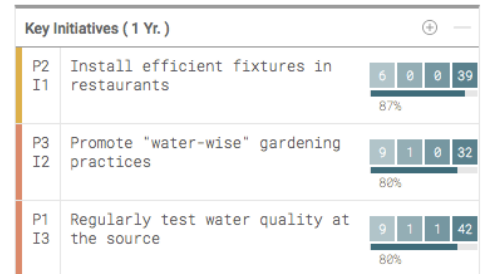 Key Initiatives ( 1 Yr. )
P2 Install efficient fixtures in 6 0 0 39
I1 restaurants
87%
P3 Promote "water-wise" gardening 9 1 0 32
I2 practices
80%
P1 Regularly test water quality at 9 1 1 42
I3 the source
80%